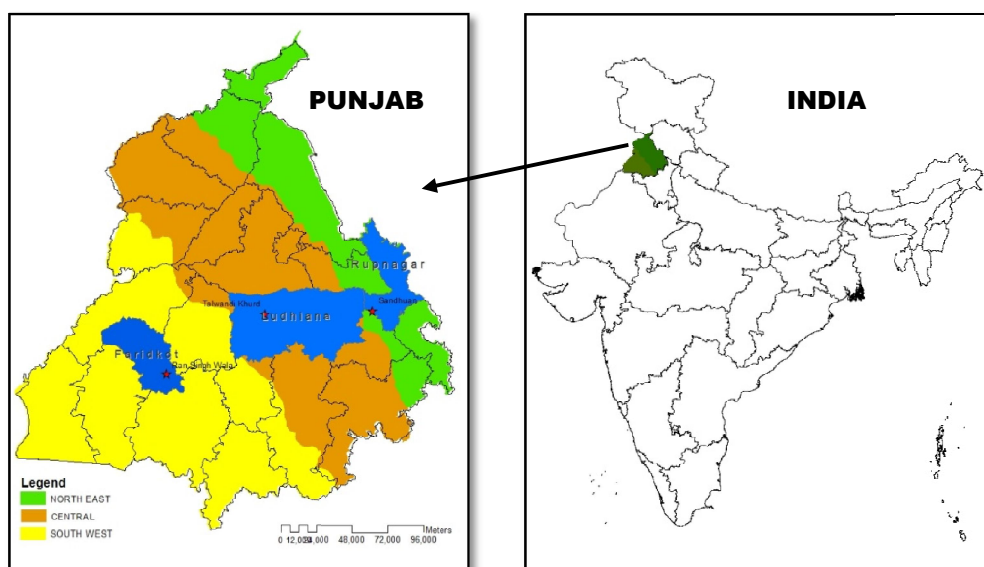 PUNJAB
Rupnagar
Talwandi Khurd
Dandhuan
Ludhiana
Faridkot
Ran Singh Wala
Legend
NORTH EAST
CENTRAL
SOUTH WEST
Meters
0 12,000 24,000 48,000 72,000 96,000
INDIA